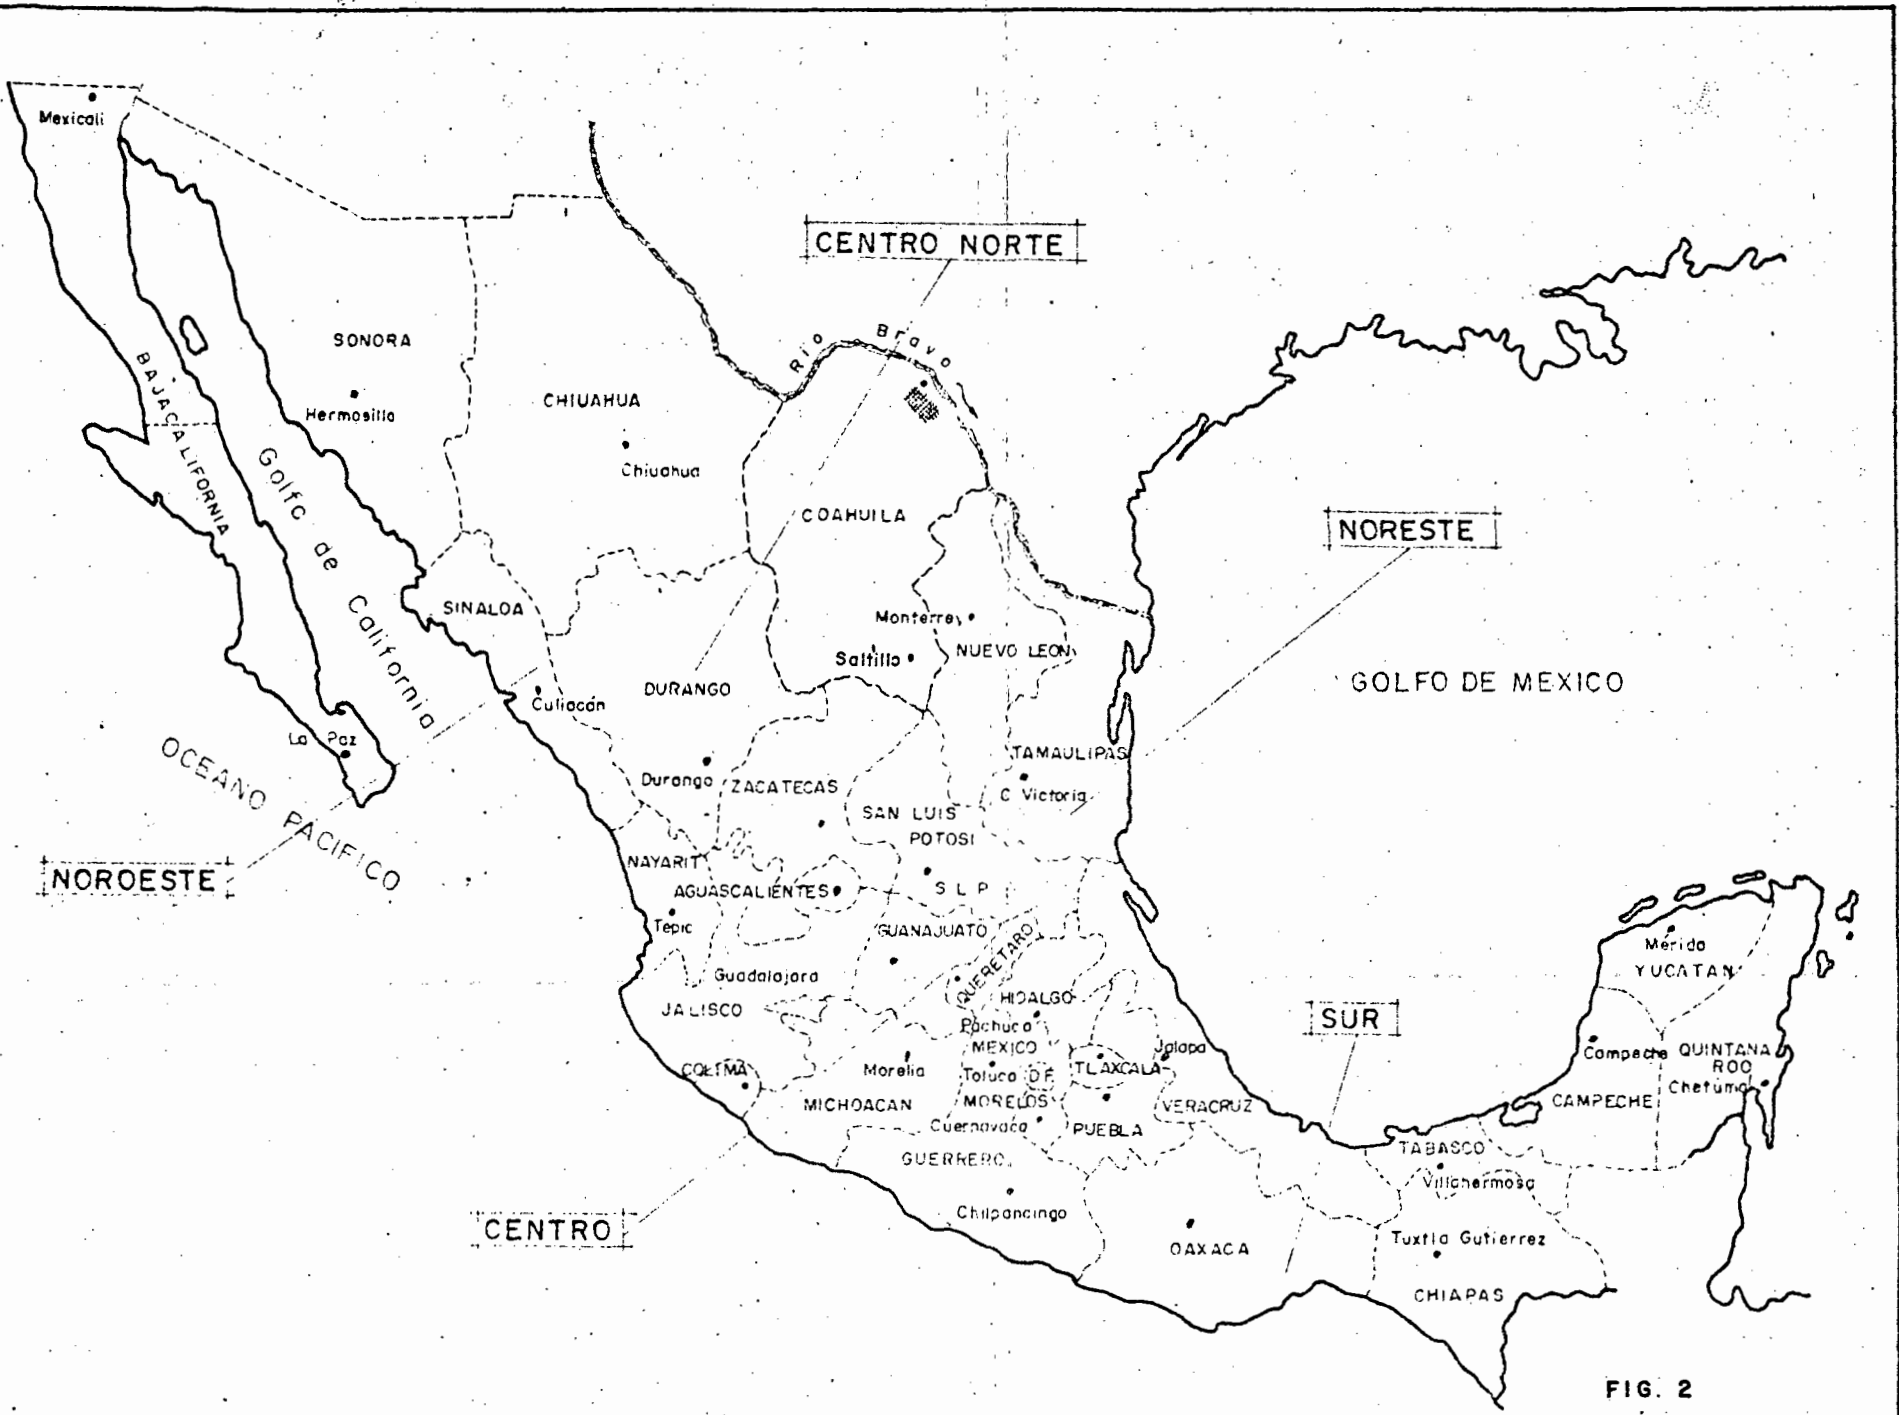 Mexicali
CENTRO NORTE
Río Bravo
SONORA
BAJA CALIFORNIA
CHIUAHUA
Hermosillo
Chiuahua
Golfc de California
COAHUILA
NORESTE
SINALOA
Monterrey
NUEVO LEON
Saltillo
DURANGO
GOLFO DE MEXICO
Culiacán
La Paz
OCEANO PACIFICO
TAMAULIPAS
Durango
ZACATECAS
C Victoria
SAN LUIS
POTOSI
NAYARIT
NOROESTE
AGUASCALIENTES
S L P
Tepic
GUANAJUATO
QUERETARO
Mérida
YUCATAN
Guadalajara
HIDALGO
JALISCO
SUR
Pachuca
MEXICO
Jalapa
Campeche
QUINTANA
ROO
COLIMA
Morelia
Toluca
D F
TLAXCALA
Chetumal
MICHOACAN
MORELOS
VERACRUZ
CAMPECHE
Cuernavaca
PUEBLA
GUERRERO
TABASCO
Villahermosa
Chilpancingo
CENTRO
OAXACA
Tuxtla Gutierrez
CHIAPAS
FIG. 2